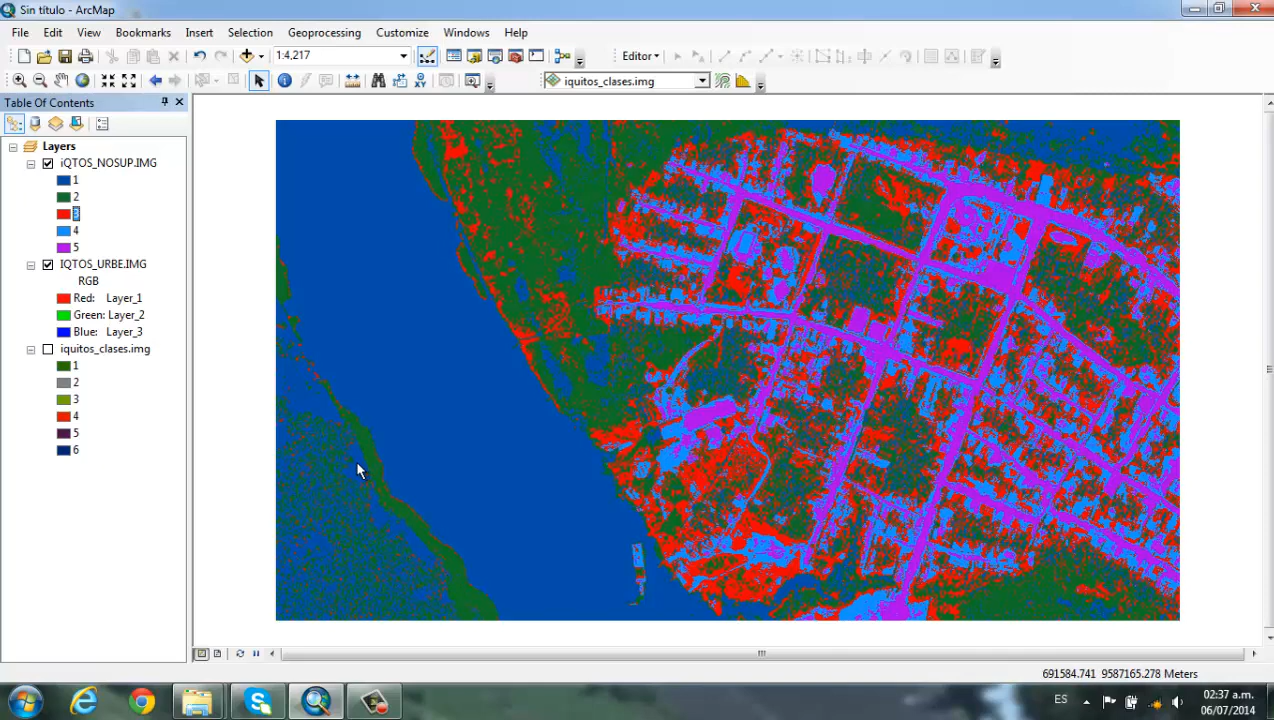 Sin título - ArcMap
File Edit View Bookmarks Insert Selection Geoprocessing Customize Windows Help
1:4,217
Editor
iquitos_clases.img
Table Of Contents
Layers
iQTOS_NOSUP.IMG
1
2
3
4
5
IQTOS_URBE.IMG
RGB
Red: Layer_1
Green: Layer_2
Blue: Layer_3
iquitos_clases.img
1
2
3
4
5
6
691584.741 9587165.278 Meters
ES
02:37 a.m.
06/07/2014